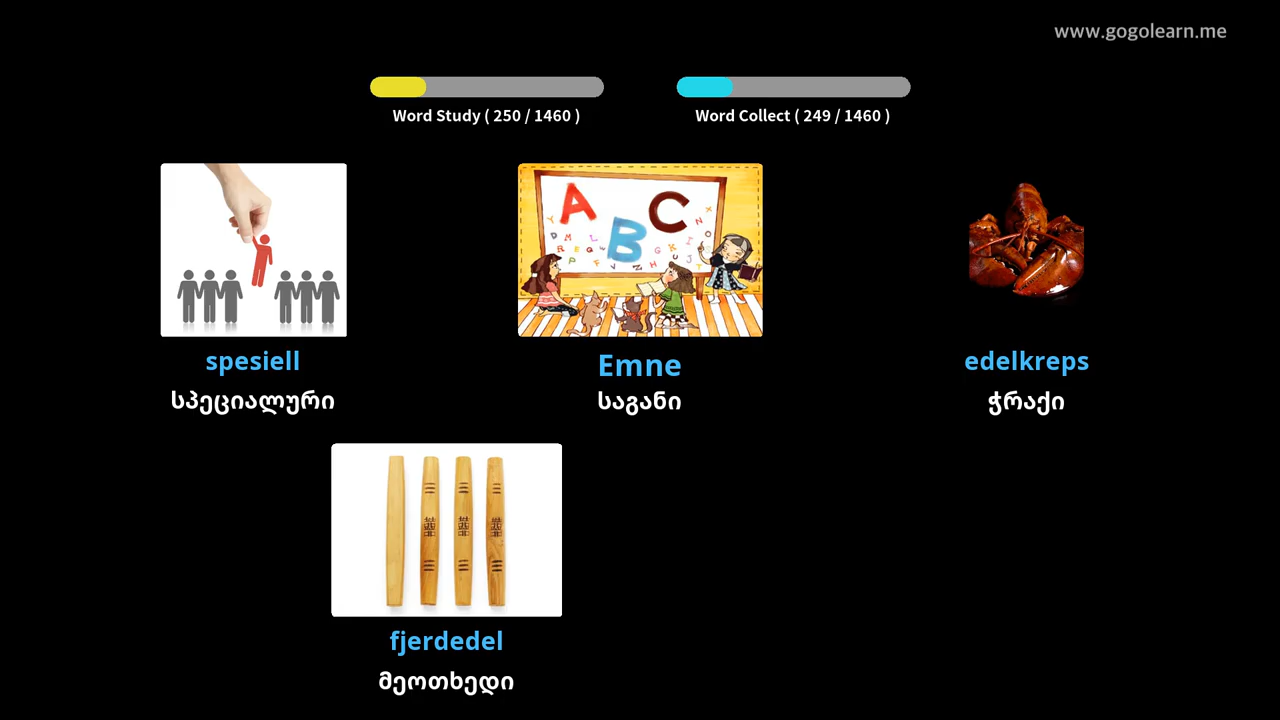 www.gogolearn.me
Word Study ( 250 / 1460 )
Word Collect ( 249 / 1460 )
A B C
spesiell
Emne
edelkreps
სპეციალური
საგანი
ჭრაქი
fjerdedel
მეოთხედი